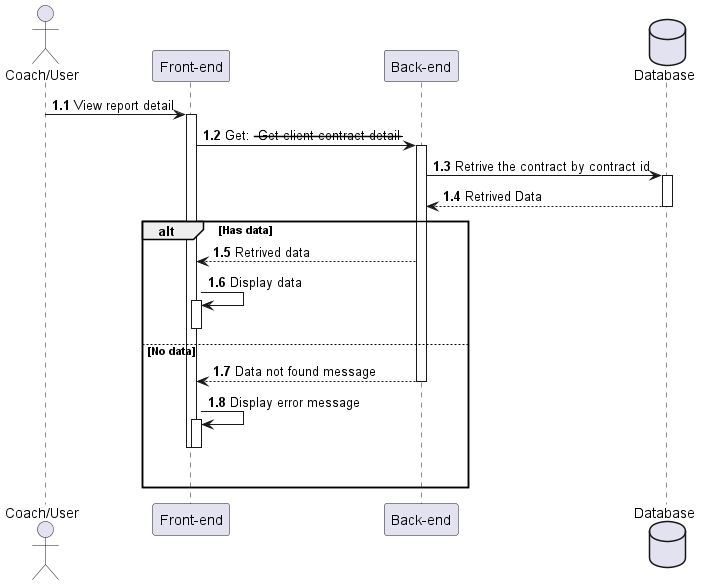 Coach/User
Front-end
Back-end
Database
1.1 View report detail
1.2 Get: Get client contract detail
1.3 Retrive the contract by contract id
1.4 Retrived Data
alt
[Has data]
1.5 Retrived data
1.6 Display data
[No data]
1.7 Data not found message
1.8 Display error message
Coach/User
Front-end
Back-end
Database